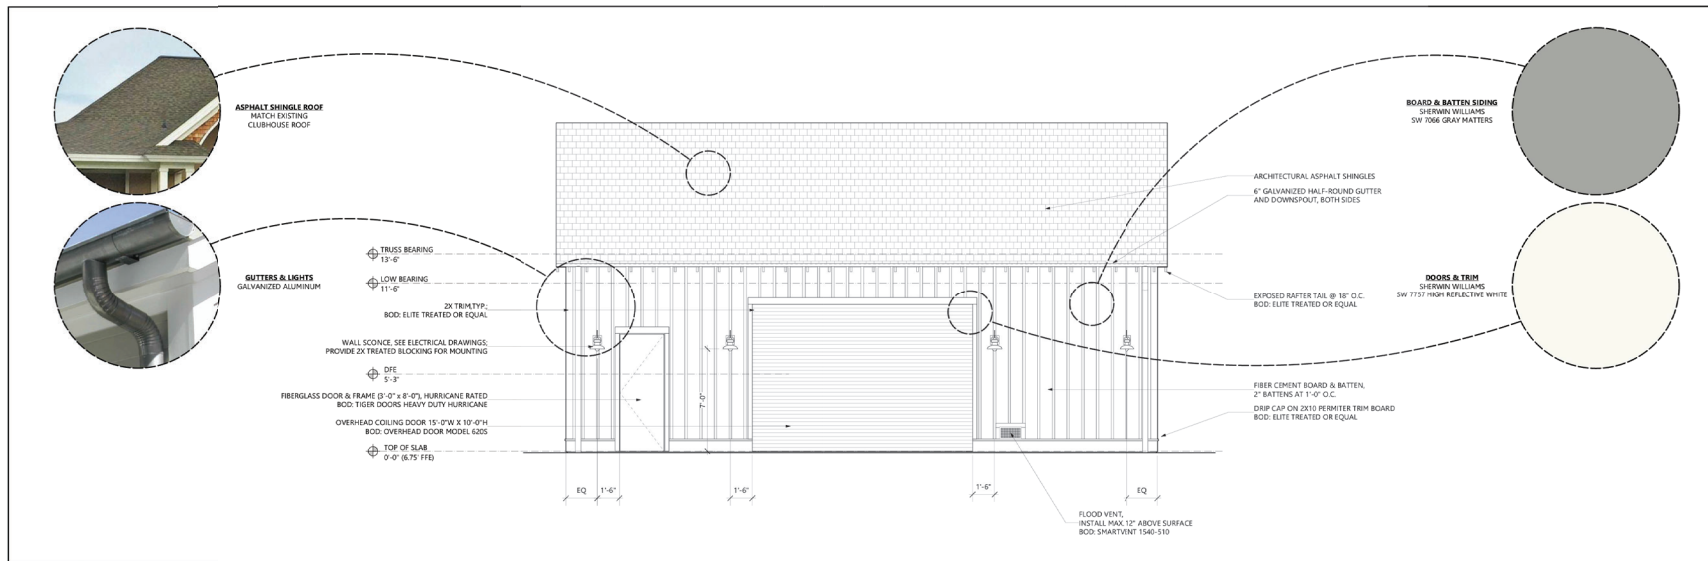 ASPHALT SHINGLE ROOF
MATCH EXISTING
CLUBHOUSE ROOF
GUTTERS & LIGHTS
GALVANIZED ALUMINUM
TRUSS BEARING
13'-6"
LOW BEARING
11'-6"
2X TRIM,TYP.;
BOD: ELITE TREATED OR EQUAL
WALL SCONCE, SEE ELECTRICAL DRAWINGS;
PROVIDE 2X TREATED BLOCKING FOR MOUNTING
DFE
5'-3"
FIBERGLASS DOOR & FRAME (3'-0" x 8'-0"), HURRICANE RATED
BOD: TIGER DOORS HEAVY DUTY HURRICANE
OVERHEAD COILING DOOR 15'-0"W X 10'-0"H
BOD: OVERHEAD DOOR MODEL 620S
TOP OF SLAB
0'-0" (6.75' FFE)
7'-0"
EQ
1'-6"
1'-6"
1'-6"
EQ
FLOOD VENT,
INSTALL MAX.12" ABOVE SURFACE
BOD: SMARTVENT 1540-510
BOARD & BATTEN SIDING
SHERWIN WILLIAMS
SW 7066 GRAY MATTERS
ARCHITECTURAL ASPHALT SHINGLES
6" GALVANIZED HALF-ROUND GUTTER
AND DOWNSPOUT, BOTH SIDES
DOORS & TRIM
SHERWIN WILLIAMS
SW 7757 HIGH REFLECTIVE WHITE
EXPOSED RAFTER TAIL @ 18" O.C.
BOD: ELITE TREATED OR EQUAL
FIBER CEMENT BOARD & BATTEN,
2" BATTENS AT 1'-0" O.C.
DRIP CAP ON 2X10 PERMITER TRIM BOARD
BOD: ELITE TREATED OR EQUAL